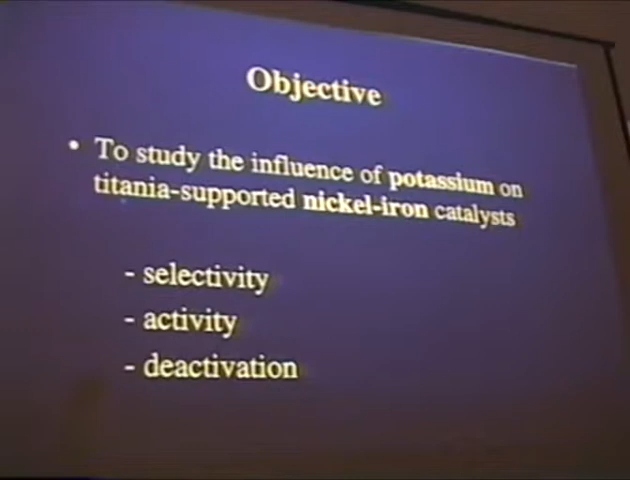 Objective
• To study the influence of potassium on
titania-supported nickel-iron catalysts
- selectivity
- activity
- deactivation